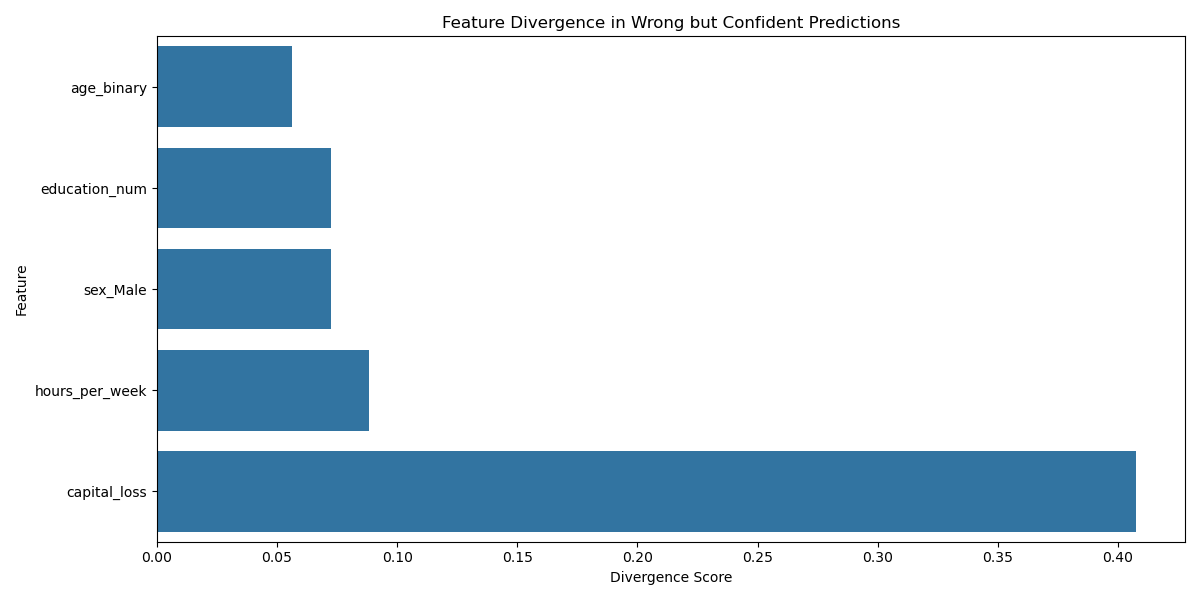 Feature Divergence in Wrong but Confident Predictions
Feature
age_binary
education_num
sex_Male
hours_per_week
capital_loss
0.00 0.05 0.10 0.15 0.20 0.25 0.30 0.35 0.40
Divergence Score